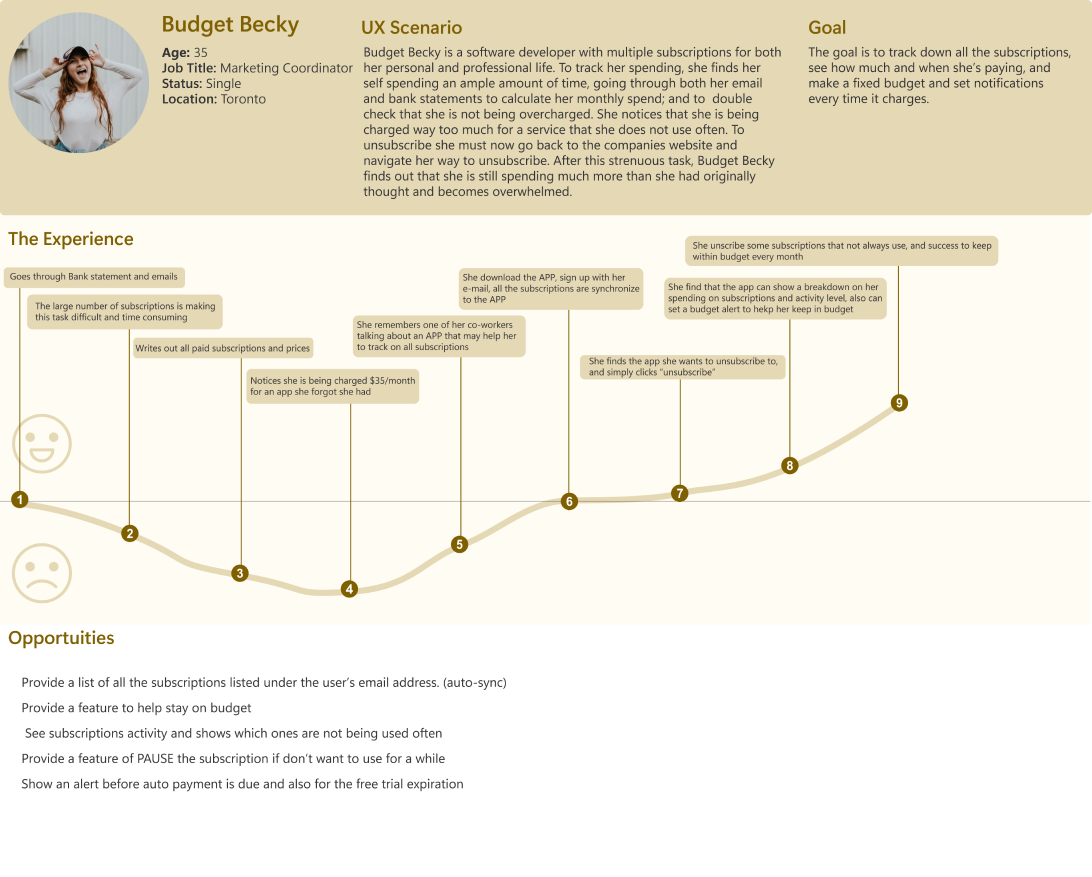 Budget Becky
Age: 35
Job Title: Marketing Coordinator
Status: Single
Location: Toronto
UX Scenario
Budget Becky is a software developer with multiple subscriptions for both
her personal and professional life. To track her spending, she finds her
self spending an ample amount of time, going through both her email
and bank statements to calculate her monthly spend; and to  double
check that she is not being overcharged. She notices that she is being
charged way too much for a service that she does not use often. To
unsubscribe she must now go back to the companies website and
navigate her way to unsubscribe. After this strenuous task, Budget Becky
finds out that she is still spending much more than she had originally
thought and becomes overwhelmed.
Goal
The goal is to track down all the subscriptions,
see how much and when she's paying, and
make a fixed budget and set notifications
every time it charges.
The Experience
Goes through Bank statement and emails
The large number of subscriptions is making
this task difficult and time consuming
Writes out all paid subscriptions and prices
Notices she is being charged $35/month
for an app she forgot she had
She remembers one of her co-workers
talking about an APP that may help her
to track on all subscriptions
She download the APP, sign up with her
e-mail, all the subscriptions are synchronize
to the APP
She finds the app she wants to unsubscribe to,
and simply clicks "unsubscribe"
She find that the app can show a breakdown on her
spending on subscriptions and activity level, also can
set a budget alert to hekp her keep in budget
She unscribe some subscriptions that not always use, and success to keep
within budget every month
1
2
3
4
5
6
7
8
9
Opportuities
Provide a list of all the subscriptions listed under the user's email address. (auto-sync)
Provide a feature to help stay on budget
See subscriptions activity and shows which ones are not being used often
Provide a feature of PAUSE the subscription if don't want to use for a while
Show an alert before auto payment is due and also for the free trial expiration